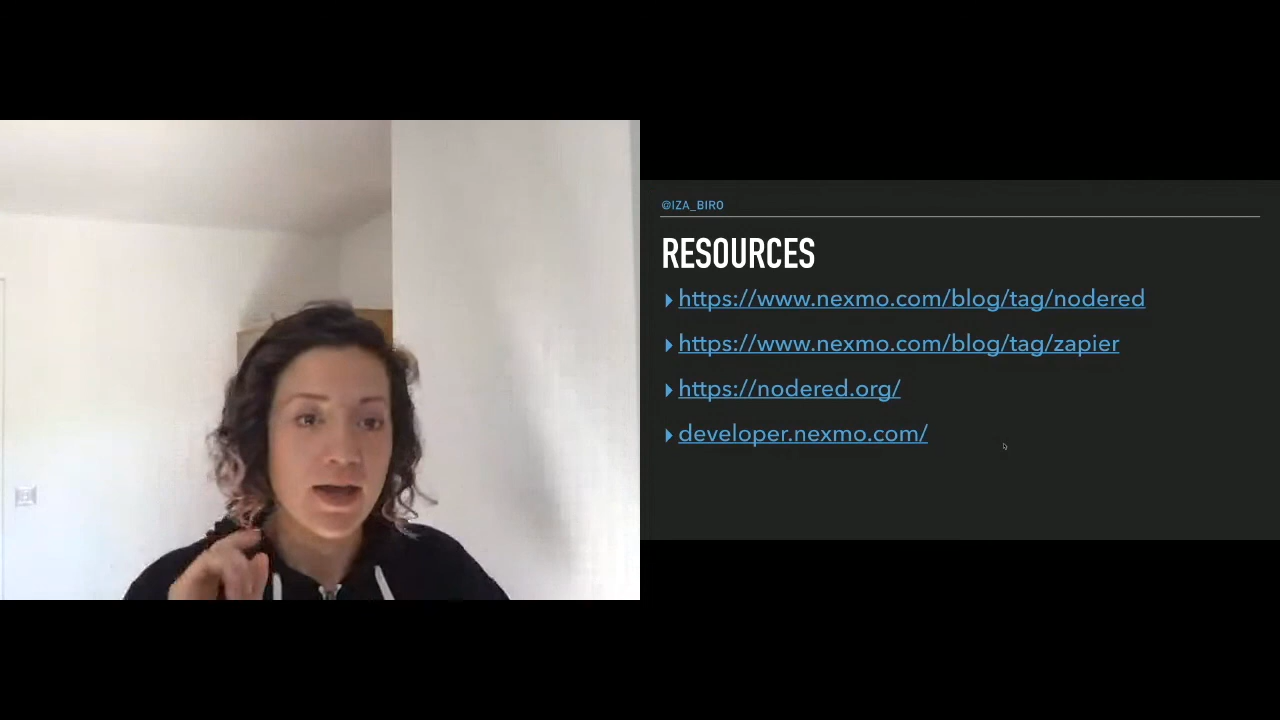 @IZA_BIRO
RESOURCES
https://www.nexmo.com/blog/tag/nodered
https://www.nexmo.com/blog/tag/zapier
https://nodered.org/
developer.nexmo.com/